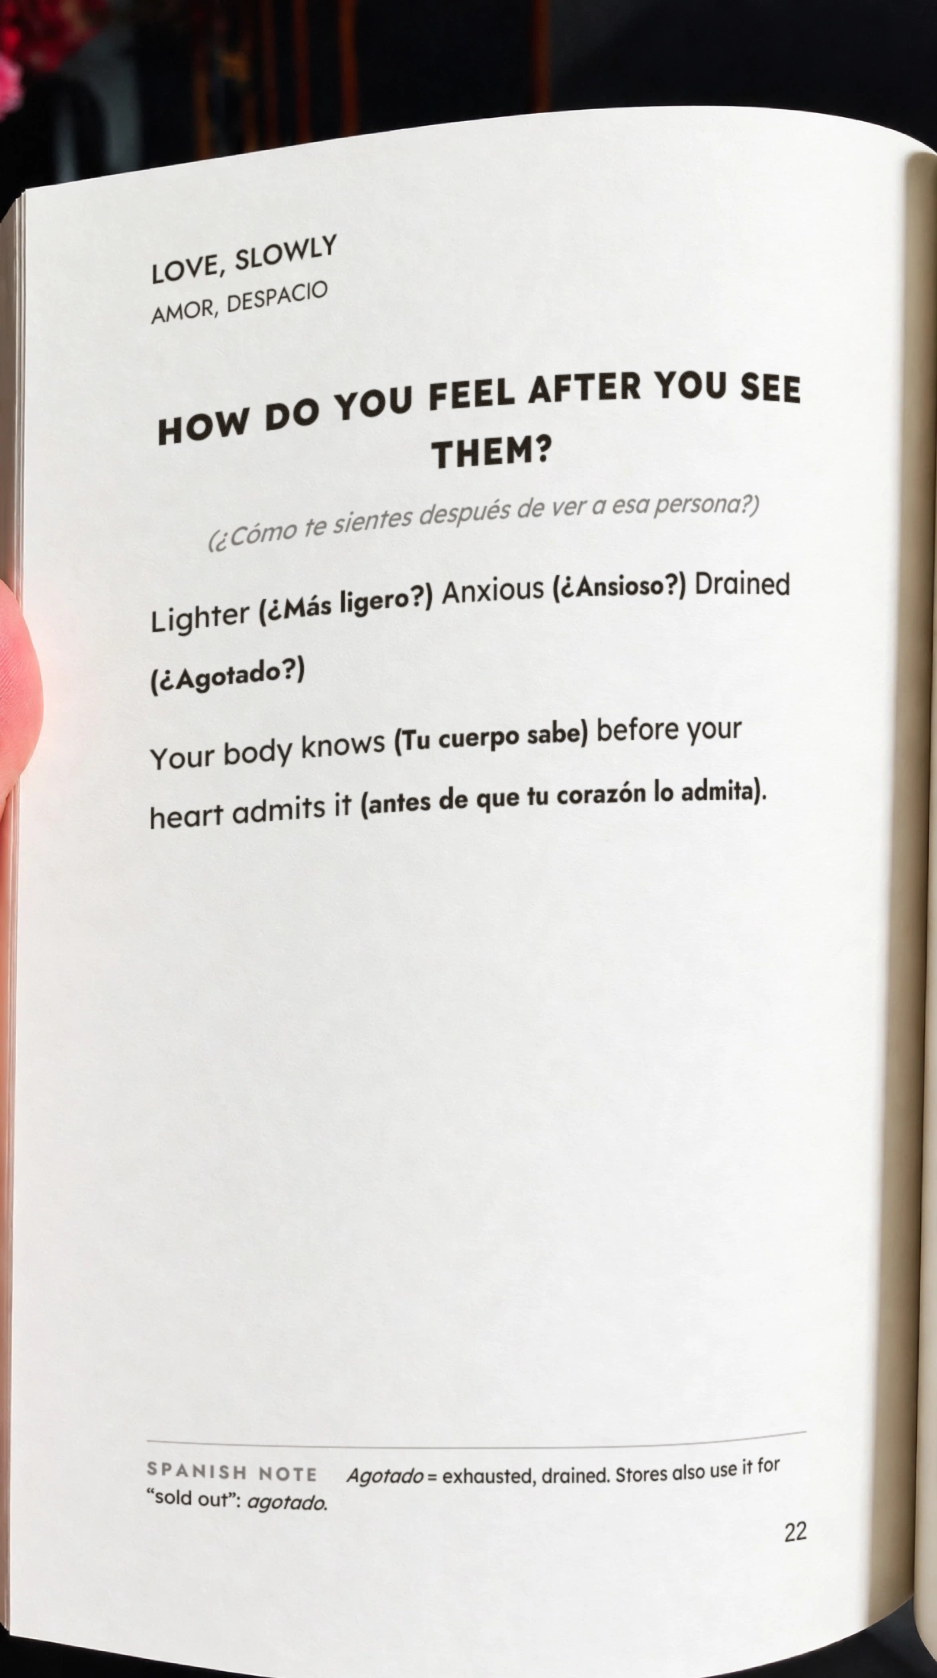 LOVE, SLOWLY
AMOR, DESPACIO
HOW DO YOU FEEL AFTER YOU SEE
THEM?
(¿Cómo te sientes después de ver a esa persona?)
Lighter (¿Más ligero?) Anxious (¿Ansioso?) Drained
(¿Agotado?)
Your body knows (Tu cuerpo sabe) before your
heart admits it (antes de que tu corazón lo admita).
SPANISH NOTE Agotado = exhausted, drained. Stores also use it for
“sold out”: agotado.
22